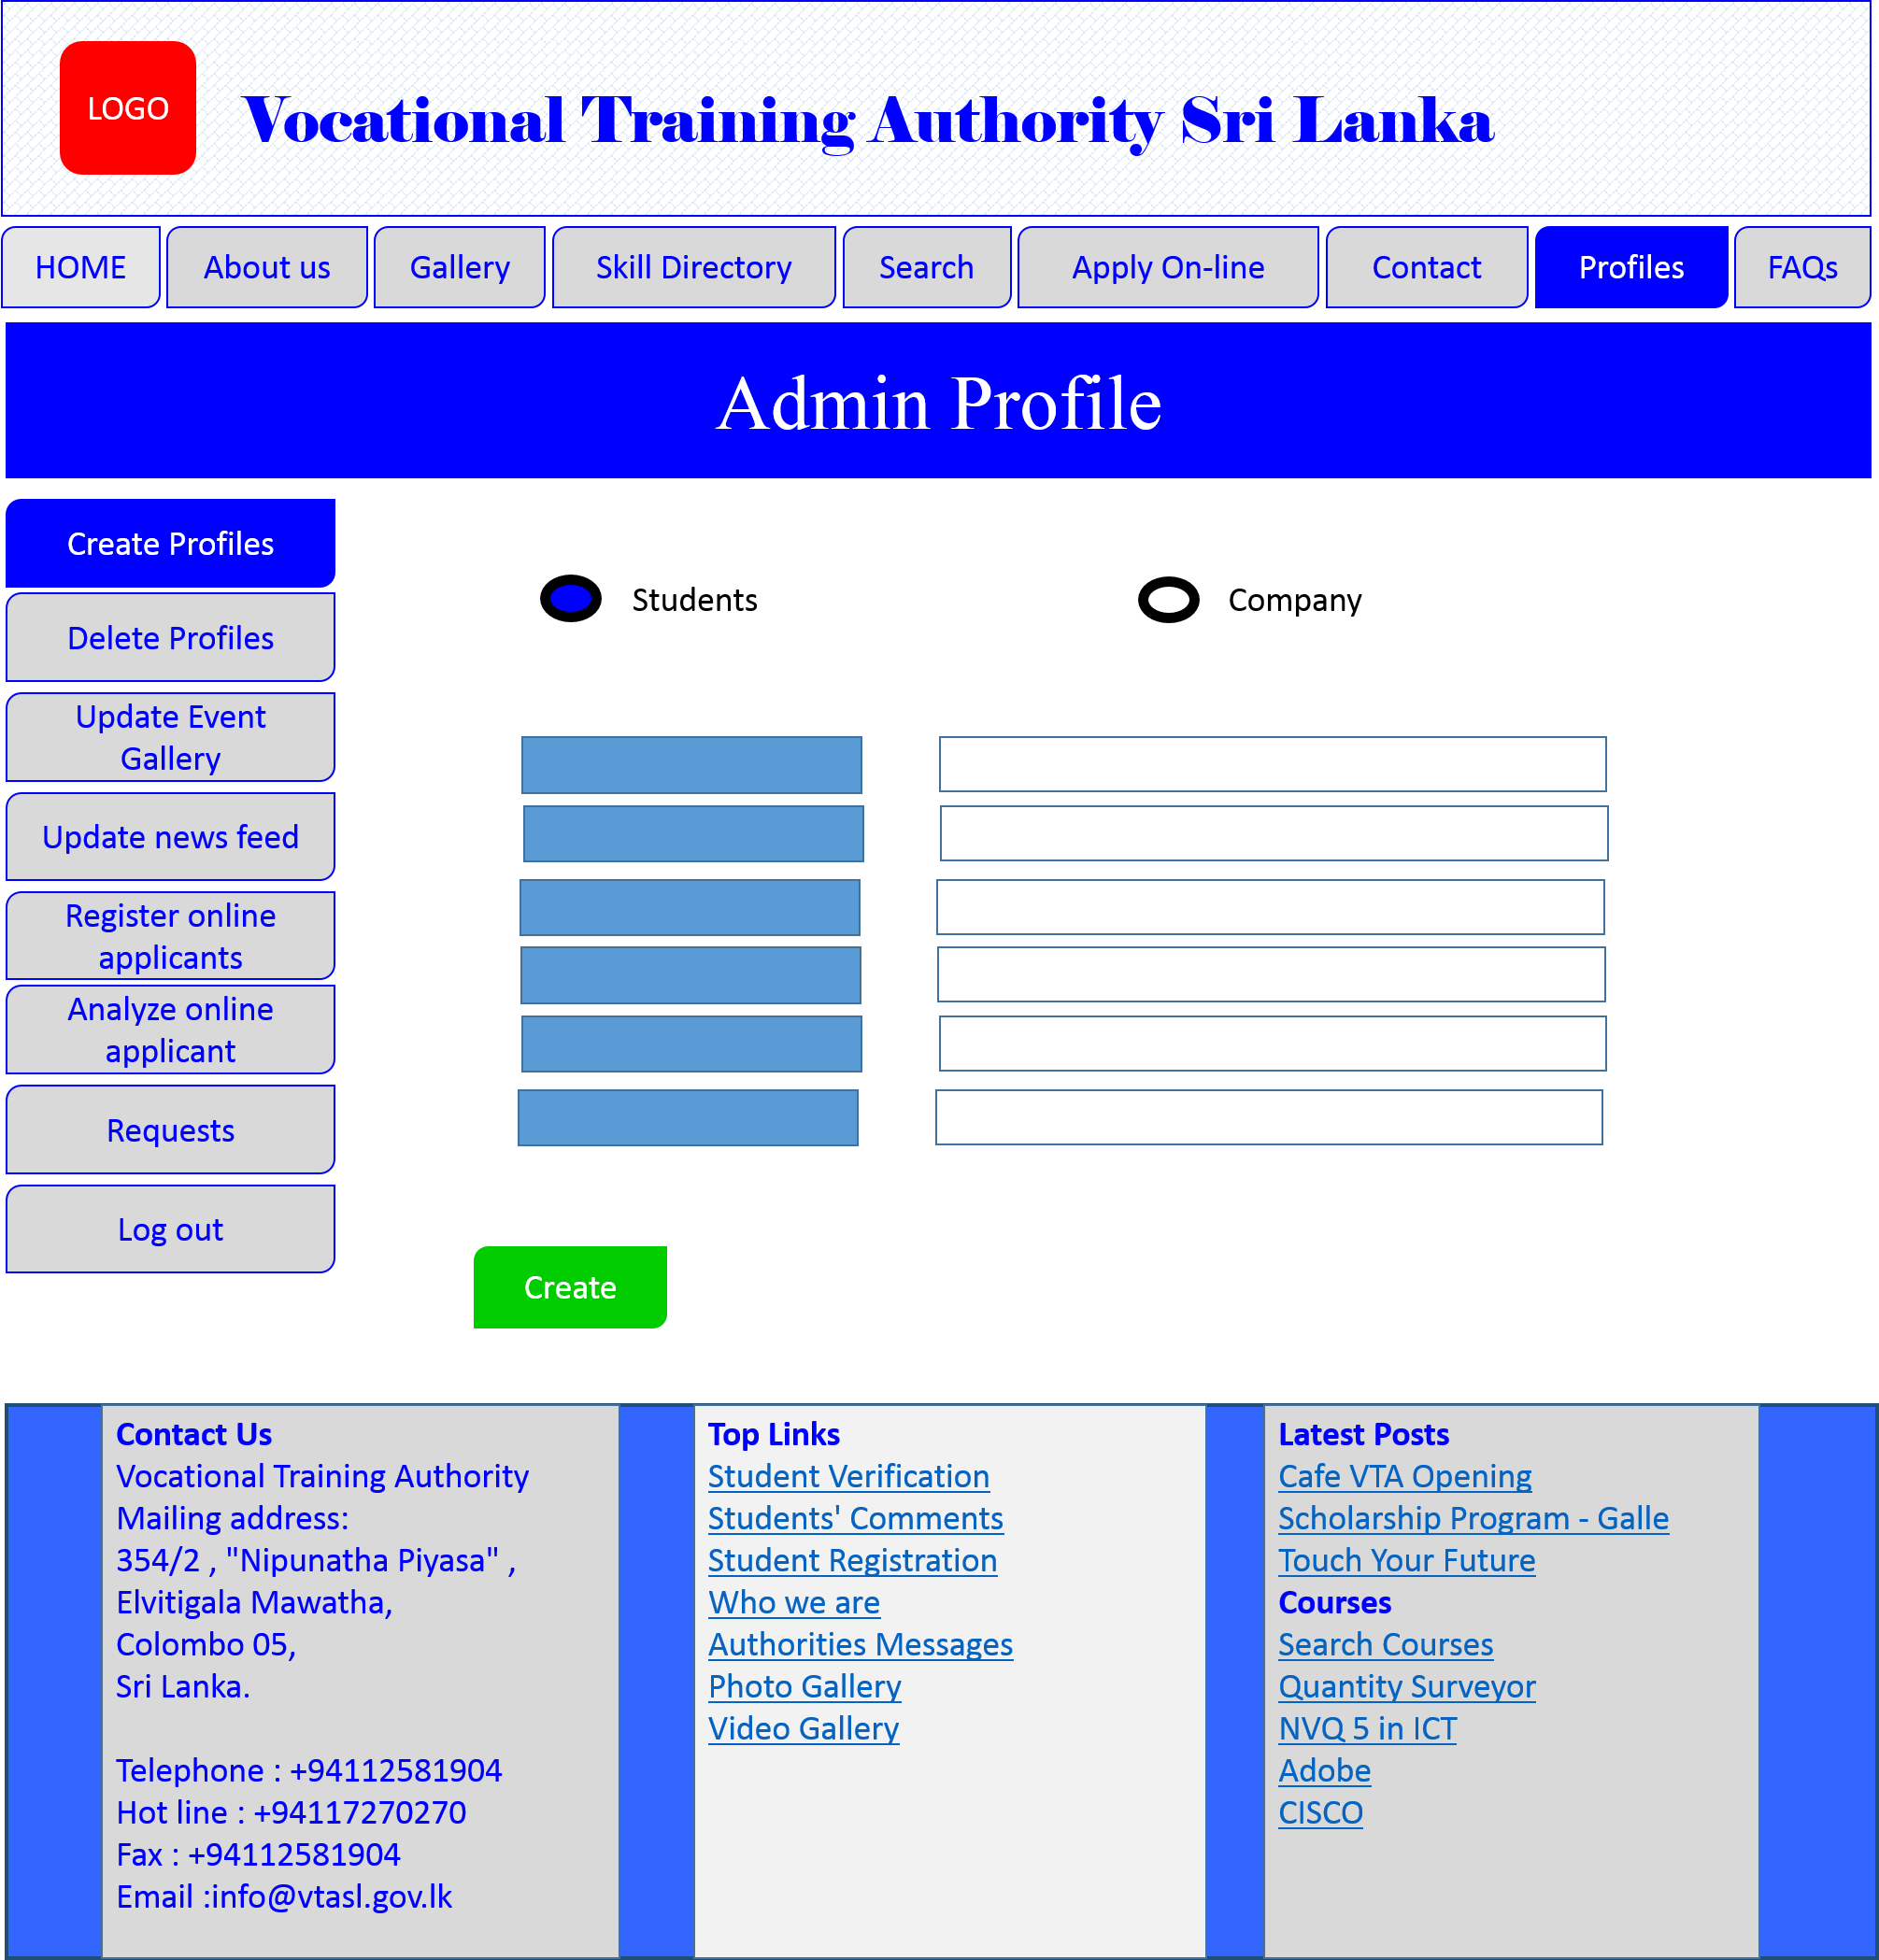 LOGO
Vocational Training Authority Sri Lanka
HOME
About us
Gallery
Skill Directory
Search
Apply On-line
Contact
Profiles
FAQs
Admin Profile
Create Profiles
Delete Profiles
Update Event
Gallery
Update news feed
Register online
applicants
Analyze online
applicant
Requests
Log out
Students
Company
Create
Contact Us
Vocational Training Authority
Mailing address:
354/2 , "Nipunatha Piyasa" ,
Elvitigala Mawatha,
Colombo 05,
Sri Lanka.
Telephone : +94112581904
Hot line : +94117270270
Fax : +94112581904
Email :info@vtasl.gov.lk
Top Links
Student Verification
Students' Comments
Student Registration
Who we are
Authorities Messages
Photo Gallery
Video Gallery
Latest Posts
Cafe VTA Opening
Scholarship Program - Galle
Touch Your Future
Courses
Search Courses
Quantity Surveyor
NVQ 5 in ICT
Adobe
CISCO